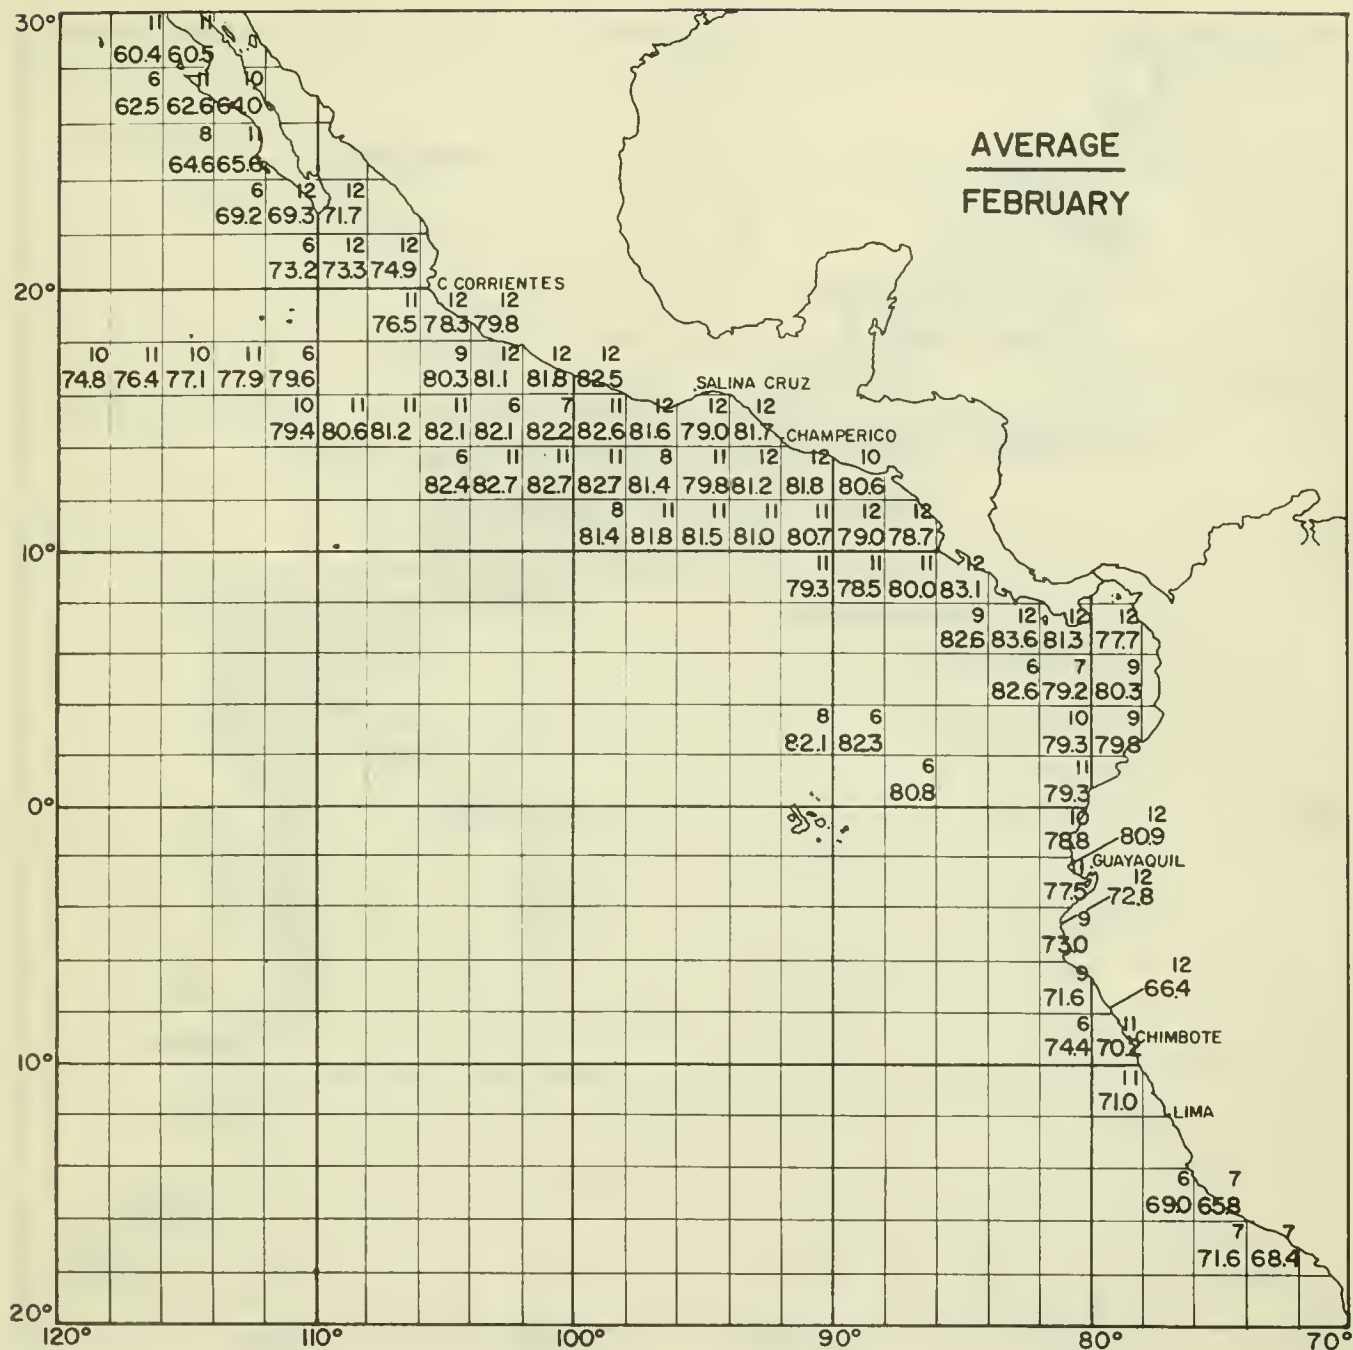 30°
11 11
60.4 60.5
AVERAGE
FEBRUARY
6 11 10
62.5 62.6 64.0
8 11
64.6 65.6
6 12 12
69.2 69.3 71.7
6 12 12
73.2 73.3 74.9
20°
C CORRIENTES
11 12 12
76.5 78.3 79.8
10 11 10 11 6 9 12 12 12
74.8 76.4 77.1 77.9 79.6 80.3 81.1 81.8 82.5
SALINA CRUZ
10 11 11 11 6 7 11 12 12 12
79.4 80.6 81.2 82.1 82.1 82.2 82.6 81.6 79.0 81.7
CHAMPERICO
6 11 11 11 8 11 12 12 10
82.4 82.7 82.7 82.7 81.4 79.8 81.2 81.8 80.6
8 11 11 11 11 12 12
81.4 81.8 81.5 81.0 80.7 79.0 78.7
10°
11 11 11 12
79.3 78.5 80.0 83.1
9 12 12 12
82.6 83.6 81.3 77.7
6 7 9
82.6 79.2 80.3
8 6 10 9
82.1 82.3 79.3 79.8
6 11
80.8 79.3
0°
10 12
78.8 80.9
GUAYAQUIL
11 12
77.5 72.8
9
73.0
9 12
71.6 66.4
6 11
CHIMBOTE
74.4 70.2
10°
11
71.0
LIMA
6 7
69.0 65.8
7 7
71.6 68.4
20°
120° 110° 100° 90° 80° 70°